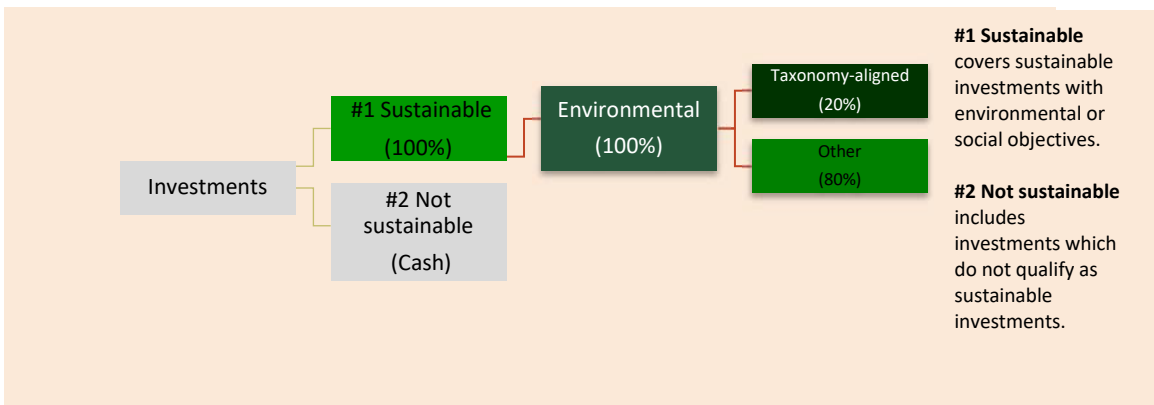 Investments
#1 Sustainable
(100%)
#2 Not
sustainable
(Cash)
Environmental
(100%)
Taxonomy-aligned
(20%)
Other
(80%)
#1 Sustainable
covers sustainable
investments with
environmental or
social objectives.
#2 Not sustainable
includes
investments which
do not qualify as
sustainable
investments.